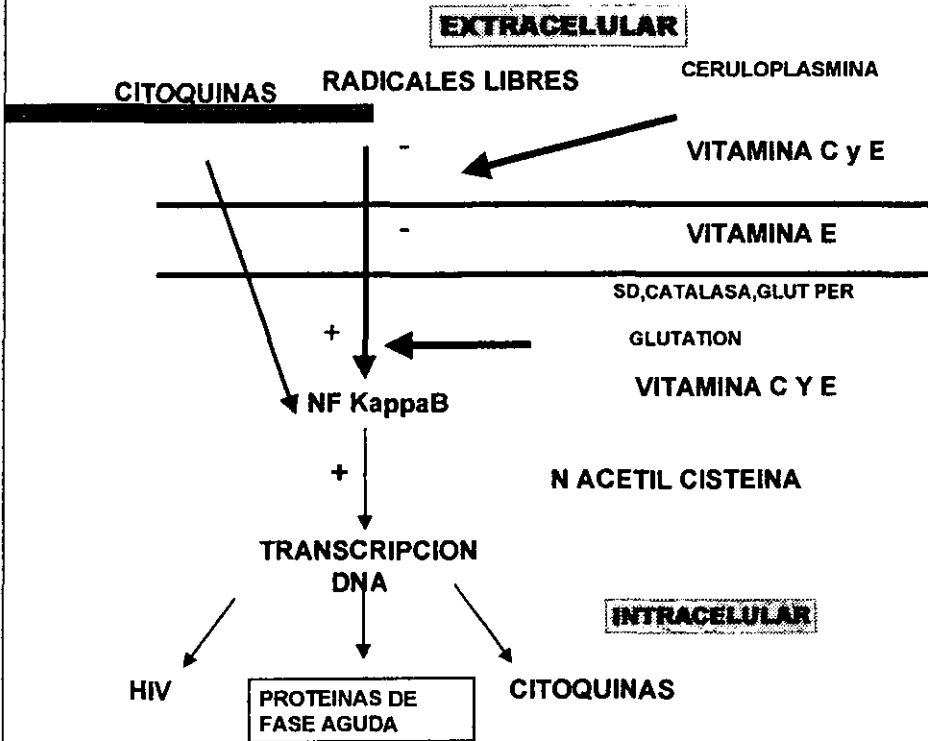 EXTRACELULAR
CITOQUINAS
RADICALES LIBRES
CERULOPLASMINA
-
VITAMINA C y E
-
VITAMINA E
SD,CATALASA,GLUT PER
+
GLUTATION
VITAMINA C Y E
NF KappaB
+
N ACETIL CISTEINA
TRANSCRIPCION
DNA
INTRACELULAR
HIV
PROTEINAS DE
FASE AGUDA
CITOQUINAS